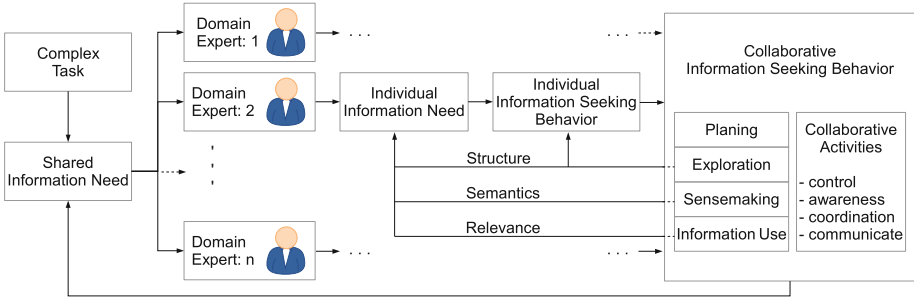 Complex
Task
Shared
Information Need
Domain
Expert: 1
Domain
Expert: 2
Domain
Expert: n
. . .
. . .
Individual
Information Need
Individual
Information Seeking
Behavior
Structure
Semantics
Relevance
. . .
. . .
Collaborative
Information Seeking Behavior
Planing
Exploration
Sensemaking
Information Use
Collaborative
Activities
- control
- awareness
- coordination
- communicate